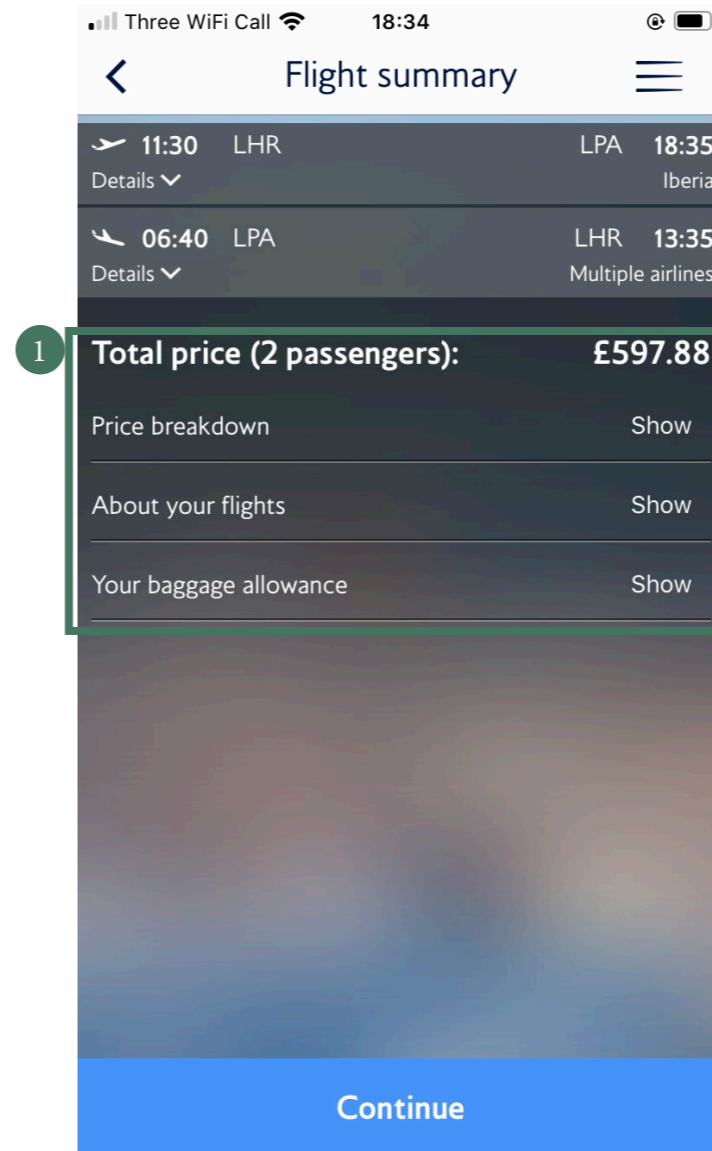 Three WiFi Call 18:34
Flight summary
11:30 LHR LPA 18:35
Details Iberia
06:40 LPA LHR 13:35
Details Multiple airlines
1
Total price (2 passengers): £597.88
Price breakdown Show
About your flights Show
Your baggage allowance Show
Continue